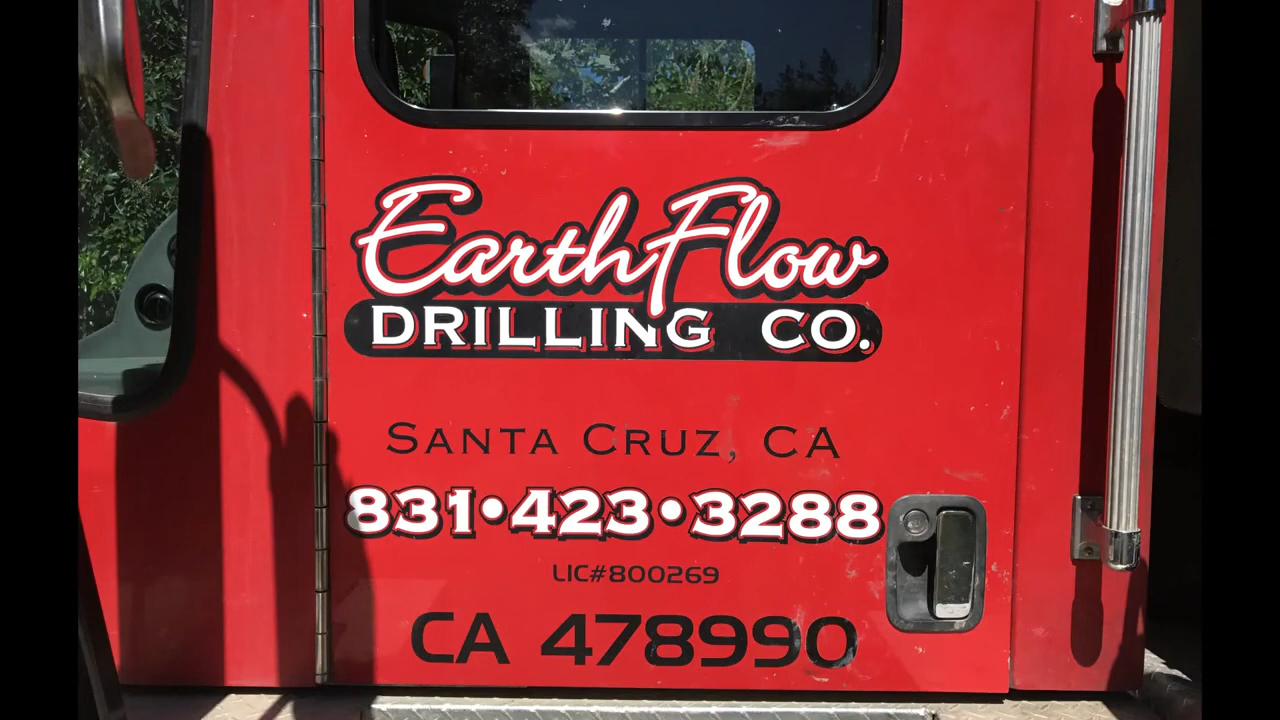 EarthFlow
DRILLING CO.
SANTA CRUZ, CA
831•423•3288
LIC#800269
CA 478990